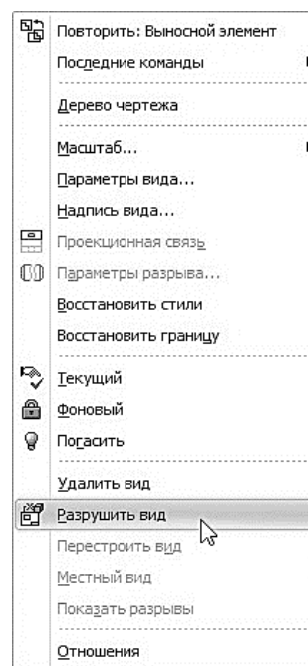 Повторить: Выносной элемент
Последние команды
Дерево чертежа
Масштаб...
Параметры вида...
Надпись вида...
Проекционная связь
Параметры разрыва...
Восстановить стили
Восстановить границу
Текущий
Фоновый
Погасить
Удалить вид
Разрушить вид
Перестроить вид
Местный вид
Показать разрывы
Отношения